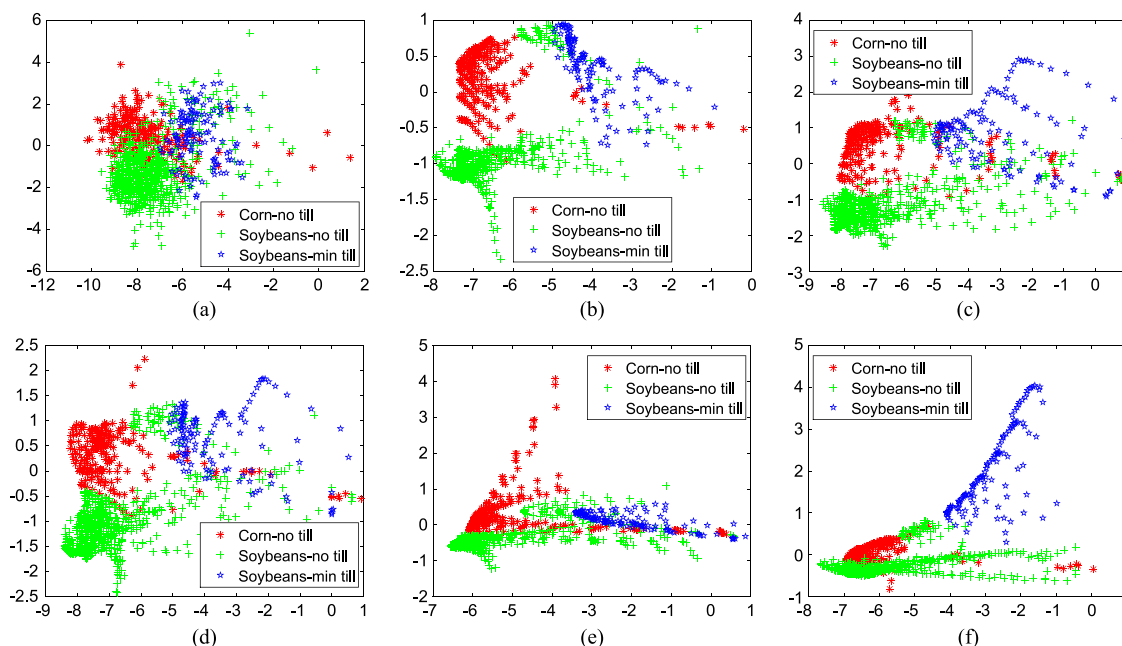 6
4
2
0
-2
-4
-6
Corn-no till
Soybeans-no till
Soybeans-min till
-12 -10 -8 -6 -4 -2 0 2
(a)
1
0.5
0
-0.5
-1
-1.5
-2
-2.5
Corn-no till
Soybeans-no till
Soybeans-min till
-8 -7 -6 -5 -4 -3 -2 -1 0
(b)
4
3
2
1
0
-1
-2
-3
Corn-no till
Soybeans-no till
Soybeans-min till
-9 -8 -7 -6 -5 -4 -3 -2 -1 0
(c)
2.5
2
1.5
1
0.5
0
-0.5
-1
-1.5
-2
-2.5
Corn-no till
Soybeans-no till
Soybeans-min till
-9 -8 -7 -6 -5 -4 -3 -2 -1 0 1
(d)
5
4
3
2
1
0
-1
-2
Corn-no till
Soybeans-no till
Soybeans-min till
-7 -6 -5 -4 -3 -2 -1 0 1
(e)
5
4
3
2
1
0
-1
Corn-no till
Soybeans-no till
Soybeans-min till
-8 -7 -6 -5 -4 -3 -2 -1 0
(f)